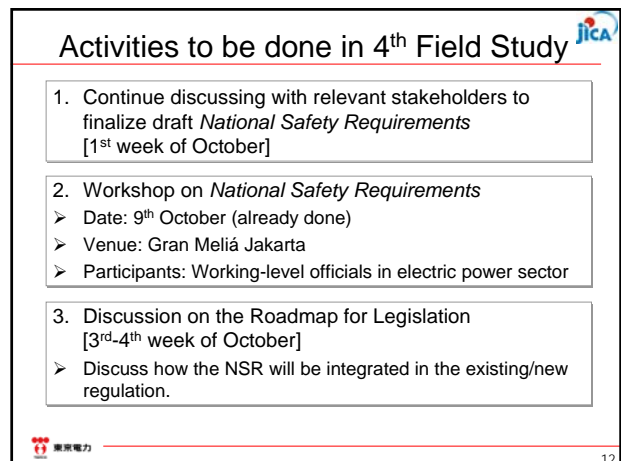 jICA
Activities to be done in 4th Field Study
1. Continue discussing with relevant stakeholders to
finalize draft National Safety Requirements
[1st week of October]
2. Workshop on National Safety Requirements
➢ Date: 9th October (already done)
➢ Venue: Gran Meliá Jakarta
➢ Participants: Working-level officials in electric power sector
3. Discussion on the Roadmap for Legislation
[3rd-4th week of October]
➢ Discuss how the NSR will be integrated in the existing/new
regulation.
東京電力
12